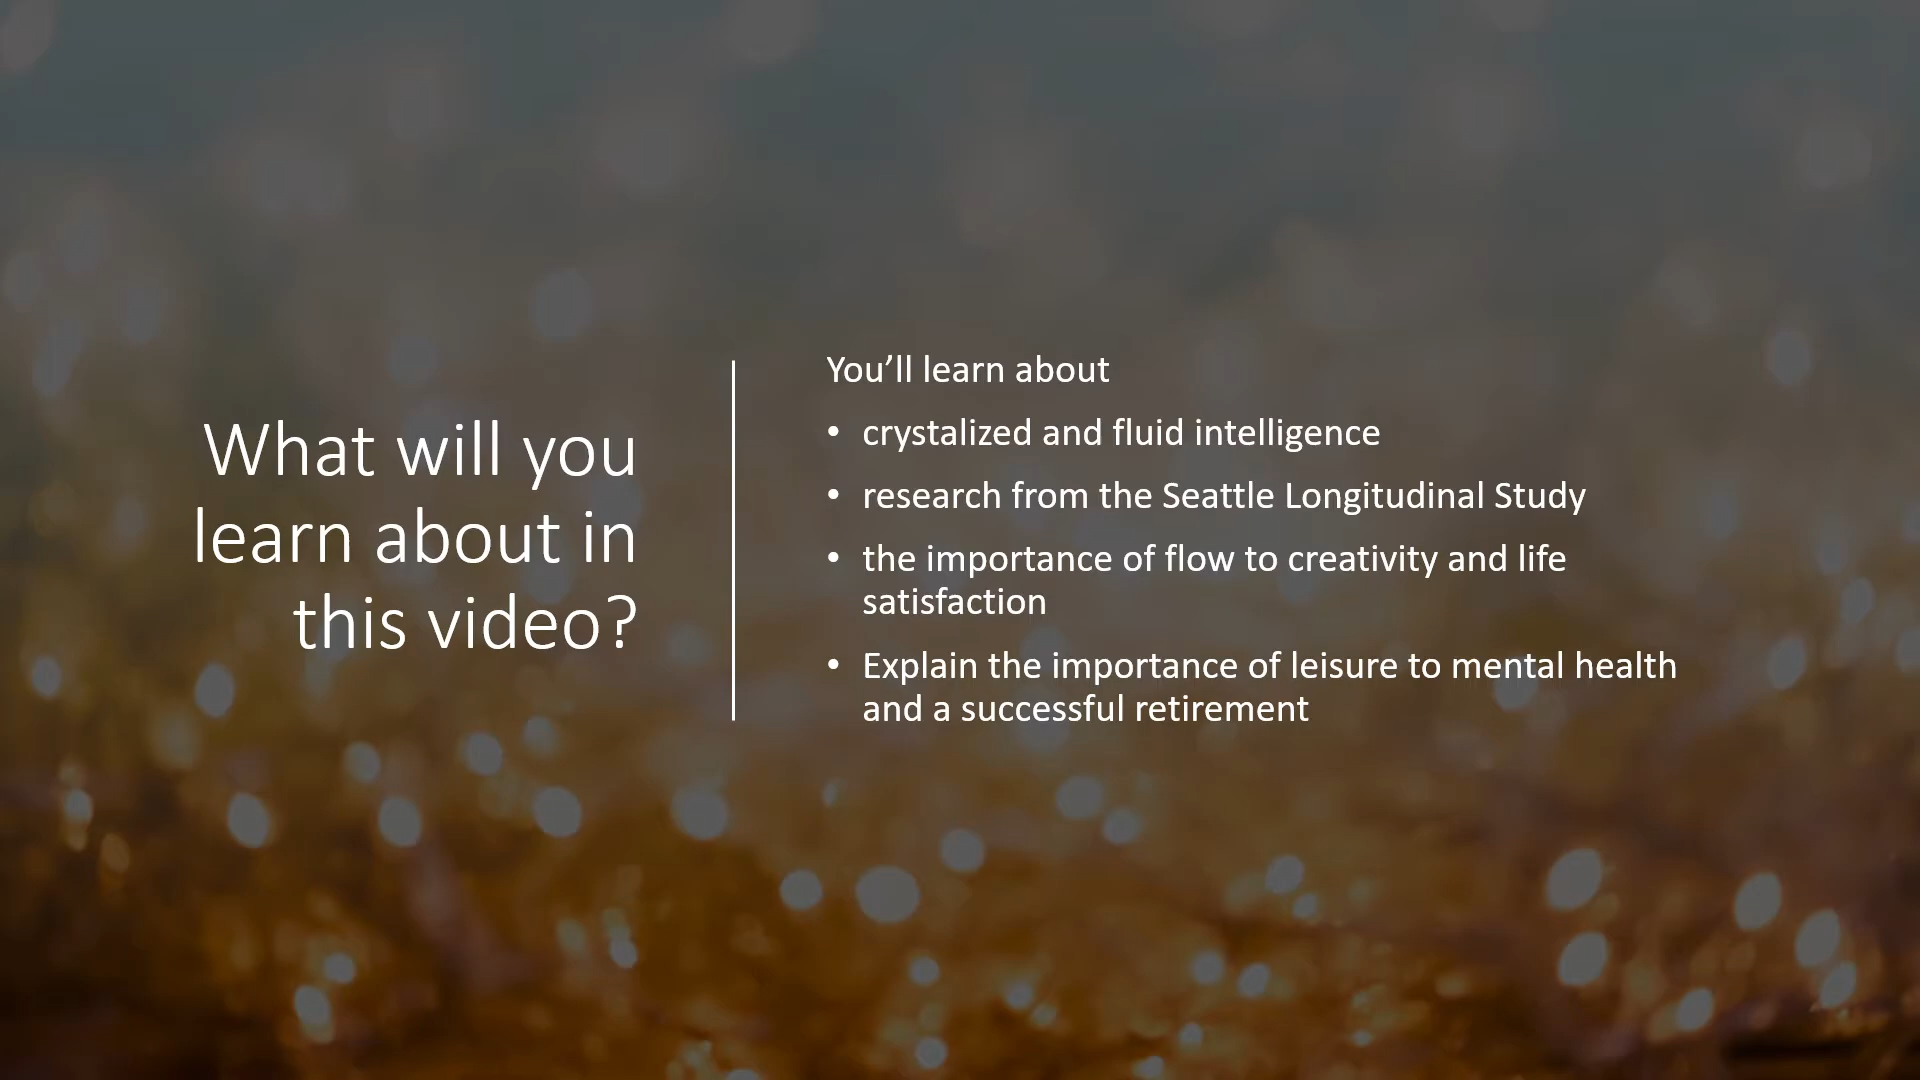 What will you
learn about in
this video?
You’ll learn about
• crystalized and fluid intelligence
• research from the Seattle Longitudinal Study
• the importance of flow to creativity and life
satisfaction
• Explain the importance of leisure to mental health
and a successful retirement